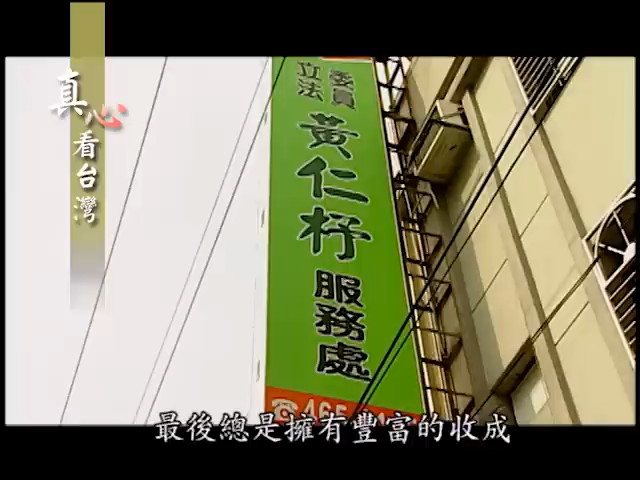 真心
看台灣
立法委員
黃仁杼
服務處
465
最後總是擁有豐富的收成